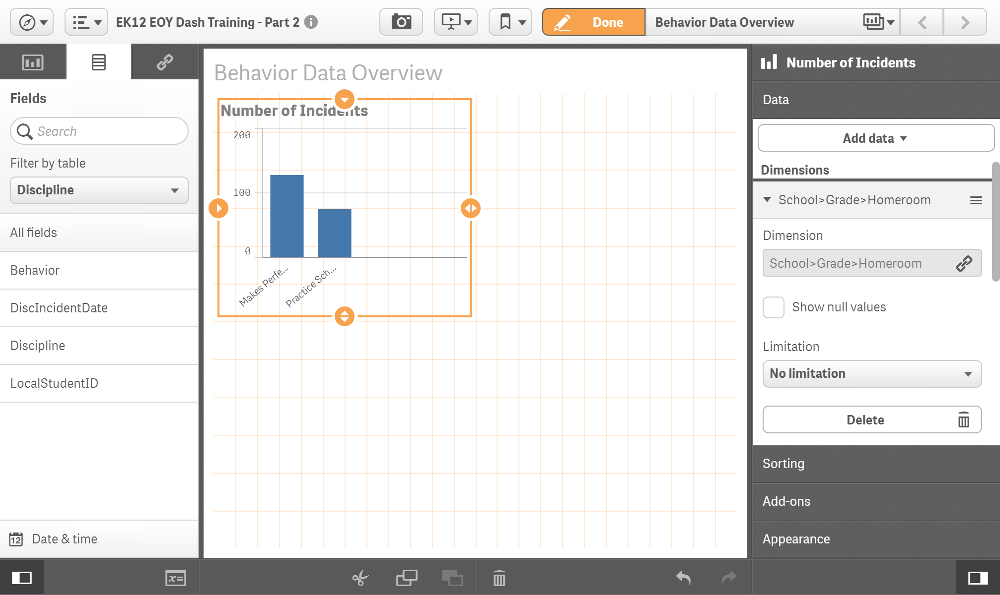 EK12 EOY Dash Training - Part 2
Done
Behavior Data Overview
Fields
Search
Filter by table
Discipline
All fields
Behavior
DiscIncidentDate
Discipline
LocalStudentID
12
Date & time
x=
Behavior Data Overview
Number of Incidents
200
100
0
Makes Perfe...
Practice Sch...
Number of Incidents
Data
Add data
Dimensions
School>Grade>Homeroom
Dimension
School>Grade>Homeroom
Show null values
Limitation
No limitation
Delete
Sorting
Add-ons
Appearance